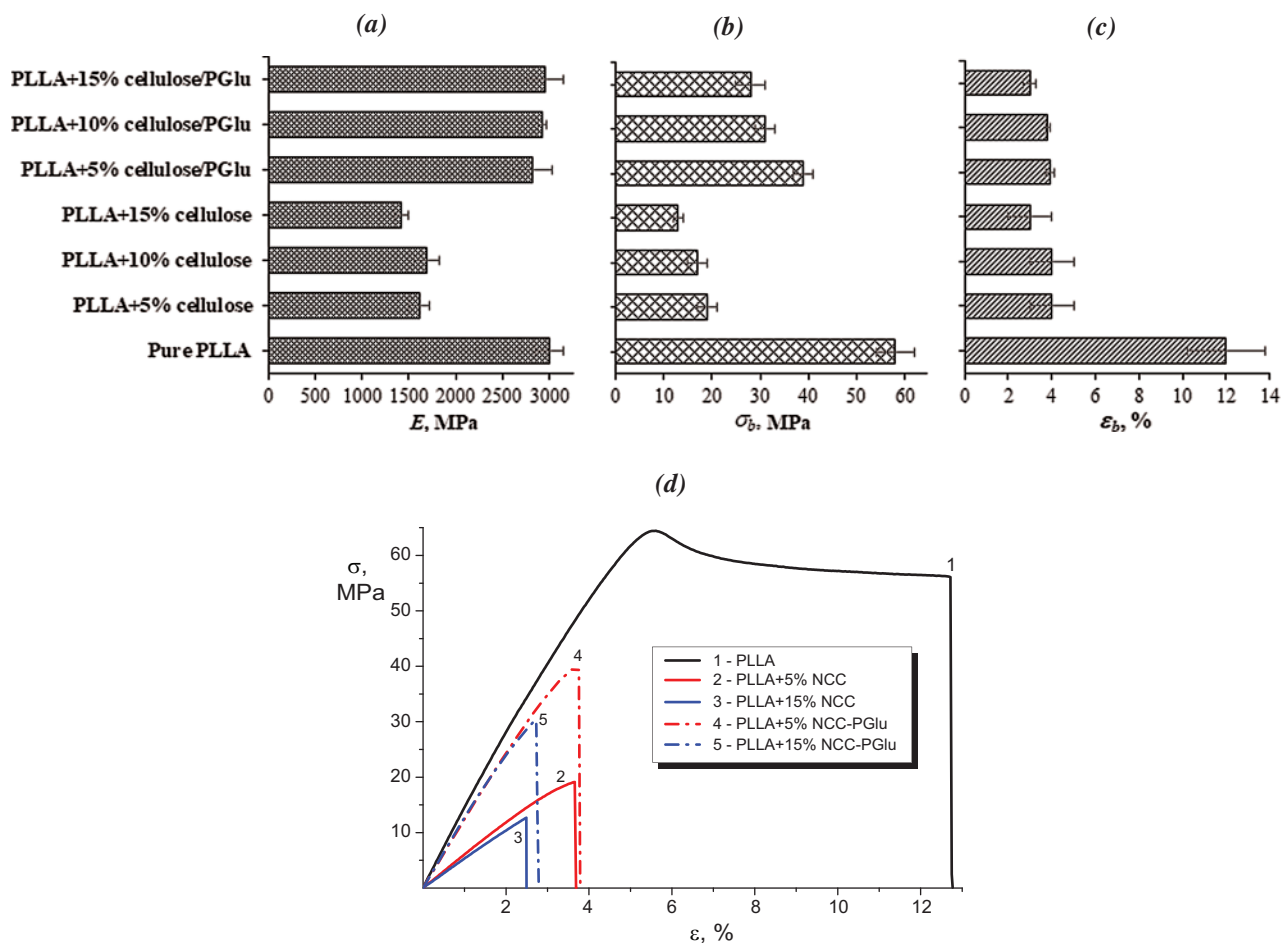 (a)
(b)
(c)
PLLA+15% cellulose/PGlu
PLLA+10% cellulose/PGlu
PLLA+5% cellulose/PGlu
PLLA+15% cellulose
PLLA+10% cellulose
PLLA+5% cellulose
Pure PLLA
0 500 1000 1500 2000 2500 3000
E, MPa
0 10 20 30 40 50 60
σb, MPa
0 2 4 6 8 10 12 14
εb, %
(d)
σ,
MPa
60
50
40
30
20
10
2 4 6 8 10 12
ε, %
1
4
5
2
3
1 - PLLA
2 - PLLA+5% NCC
3 - PLLA+15% NCC
4 - PLLA+5% NCC-PGlu
5 - PLLA+15% NCC-PGlu